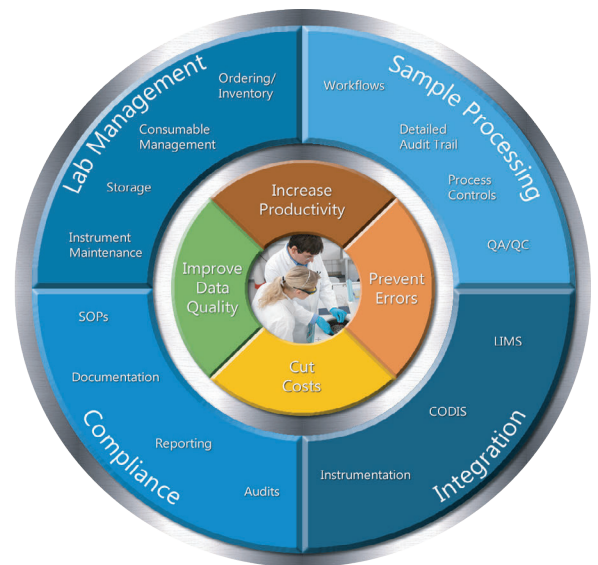 Lab Management
Ordering/
Inventory
Consumable
Management
Storage
Instrument
Maintenance
Sample Processing
Workflows
Detailed
Audit Trail
Process
Controls
QA/QC
Increase
Productivity
Improve
Data
Quality
Prevent
Errors
Cut
Costs
Compliance
SOPs
Documentation
Reporting
Audits
Integration
LIMS
CODIS
Instrumentation